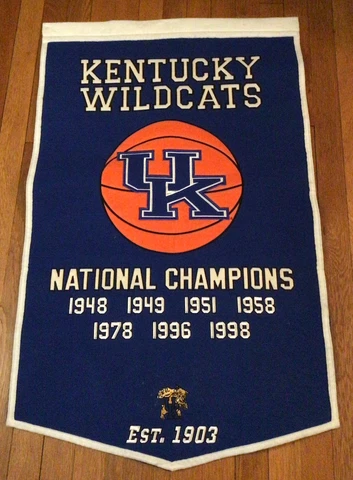 KENTUCKY
WILDCATS
UK
NATIONAL CHAMPIONS
1948 1949 1951 1958
1978 1996 1998
EST. 1903